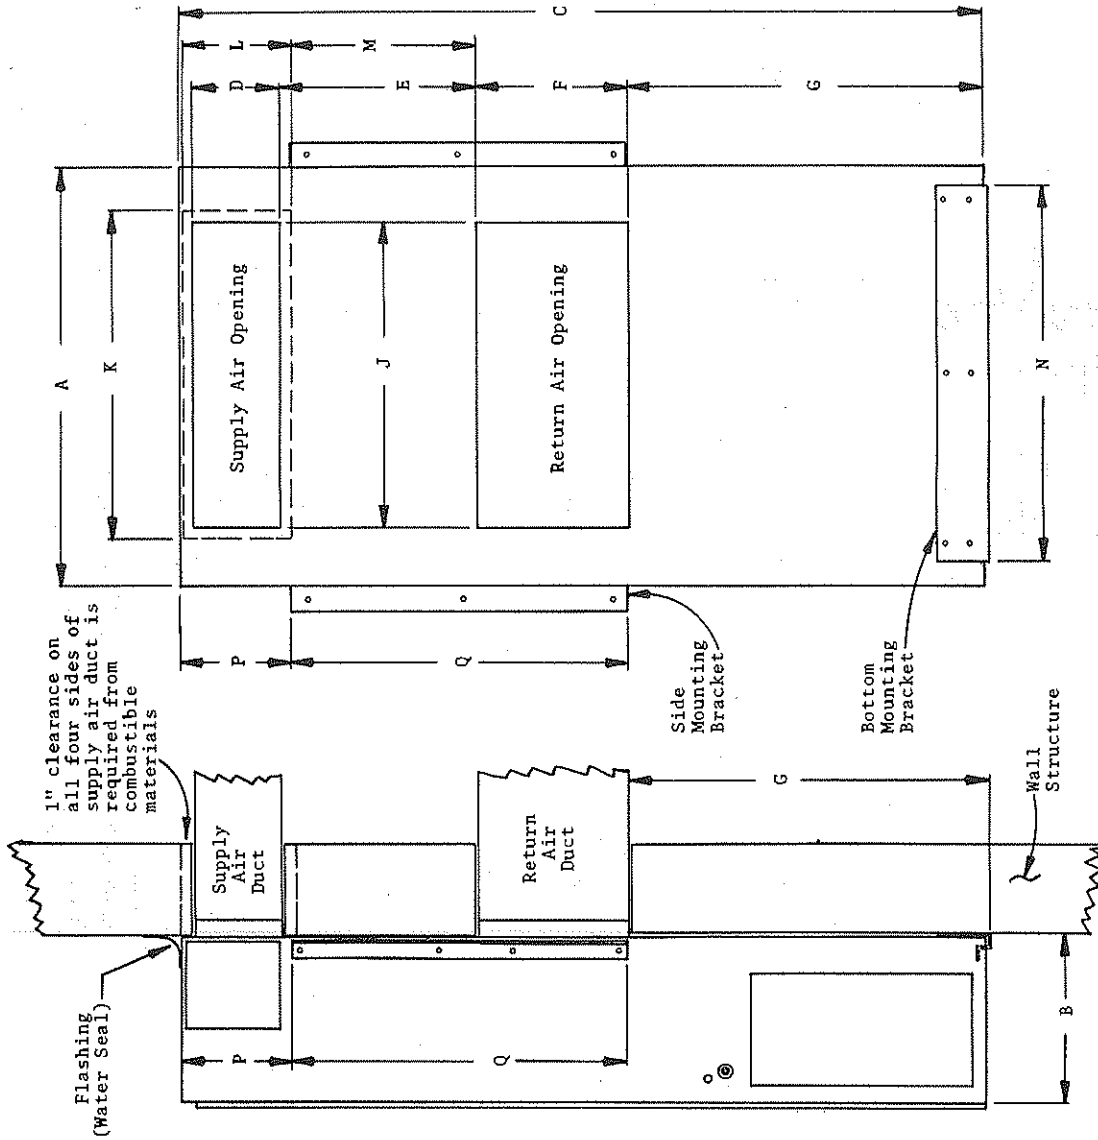 Flashing
(Water Seal)
1" clearance on
all four sides of
supply air duct is
required from
combustible
materials
Supply
Air
Duct
Return
Air
Duct
Wall
Structure
P
Q
B
G
A
K
Supply Air Opening
J
Return Air Opening
N
P
Q
Side
Mounting
Bracket
Bottom
Mounting
Bracket
L
D
M
E
F
G
C